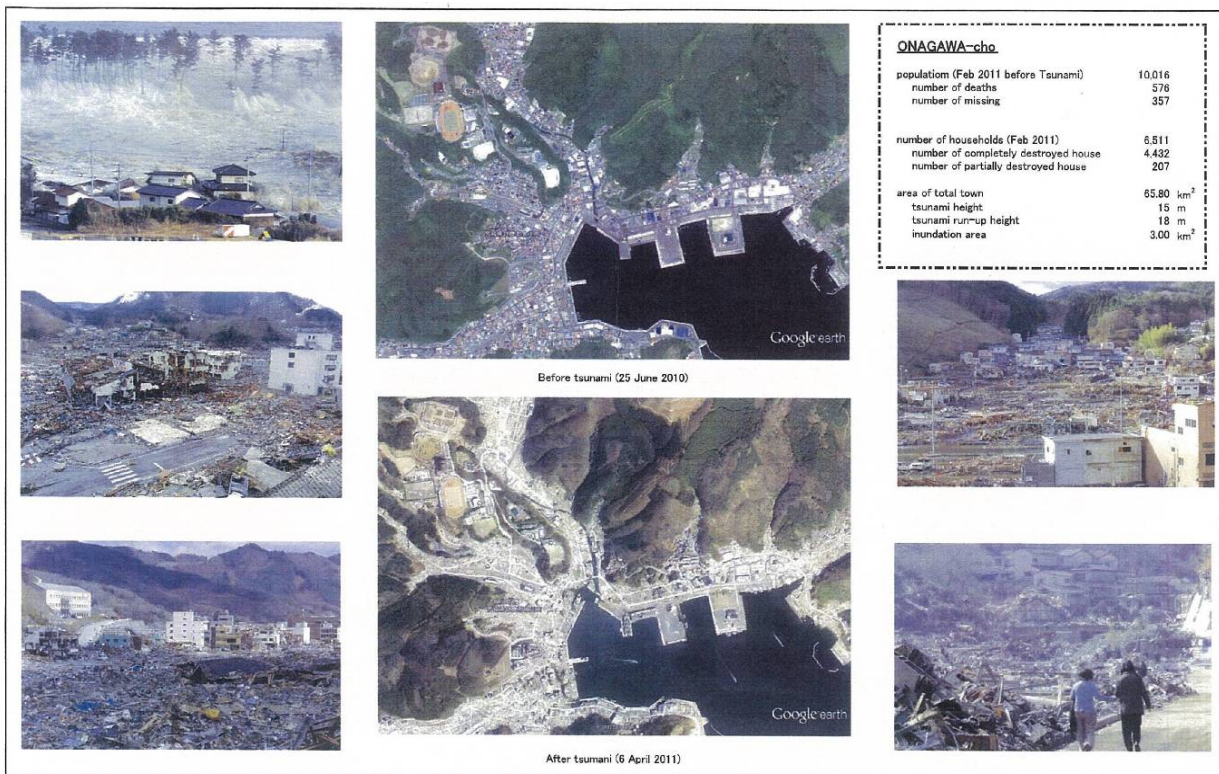 ONAGAWA-cho
populatiom (Feb 2011 before Tsunami) 10,016
number of deaths 576
number of missing 357
number of households (Feb 2011) 6,511
number of completely destroyed house 4,432
number of partially destroyed house 207
area of total town 65.80 km²
tsunami height 15 m
tsunami run-up height 18 m
inundation area 3.00 km²
Google earth
Before tsunami (25 June 2010)
Google earth
After tsumani (6 April 2011)